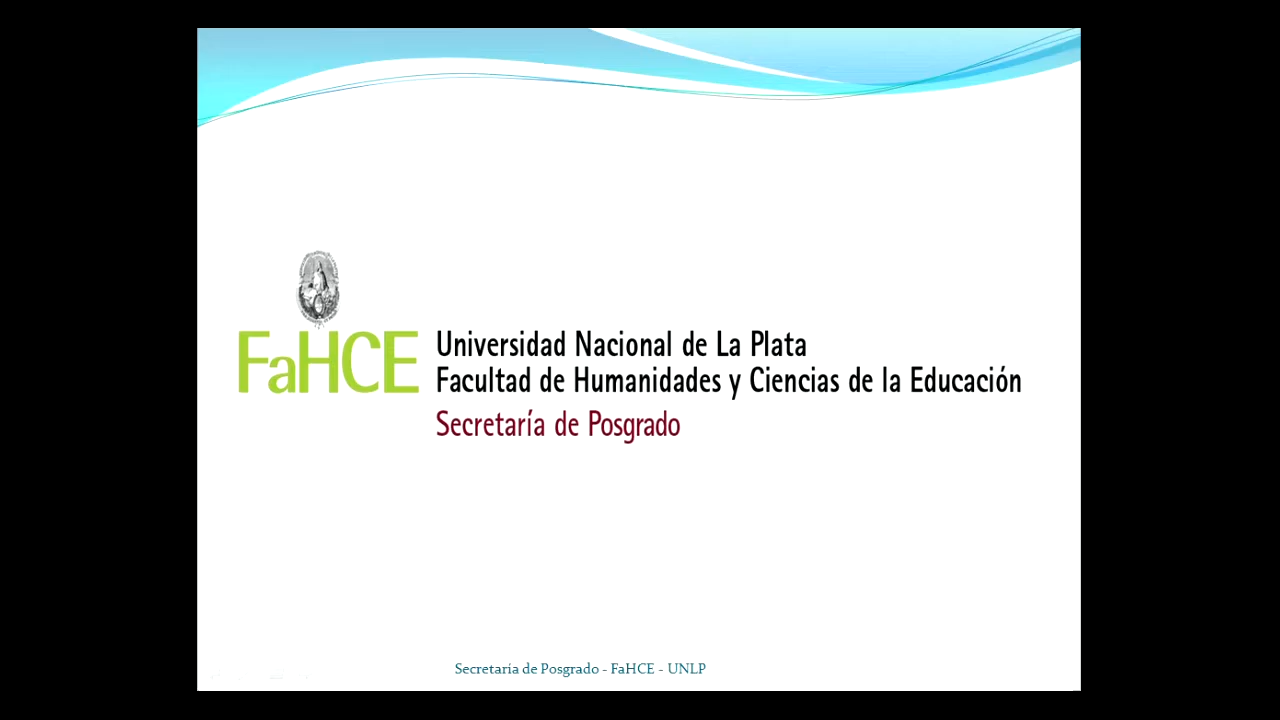 FaHCE
Universidad Nacional de La Plata
Facultad de Humanidades y Ciencias de la Educación
Secretaría de Posgrado
Secretaría de Posgrado - FaHCE - UNLP